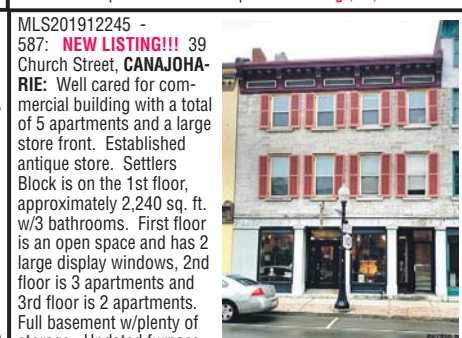 MLS201912245 -
587: NEW LISTING!!! 39
Church Street, CANAJOHA-
RIE: Well cared for com-
mercial building with a total
of 5 apartments and a large
store front. Established
antique store. Settlers
Block is on the 1st floor,
approximately 2,240 sq. ft.
w/3 bathrooms. First floor
is an open space and has 2
large display windows, 2nd
floor is 3 apartments and
3rd floor is 2 apartments.
Full basement w/plenty of
storage. Updated furnace